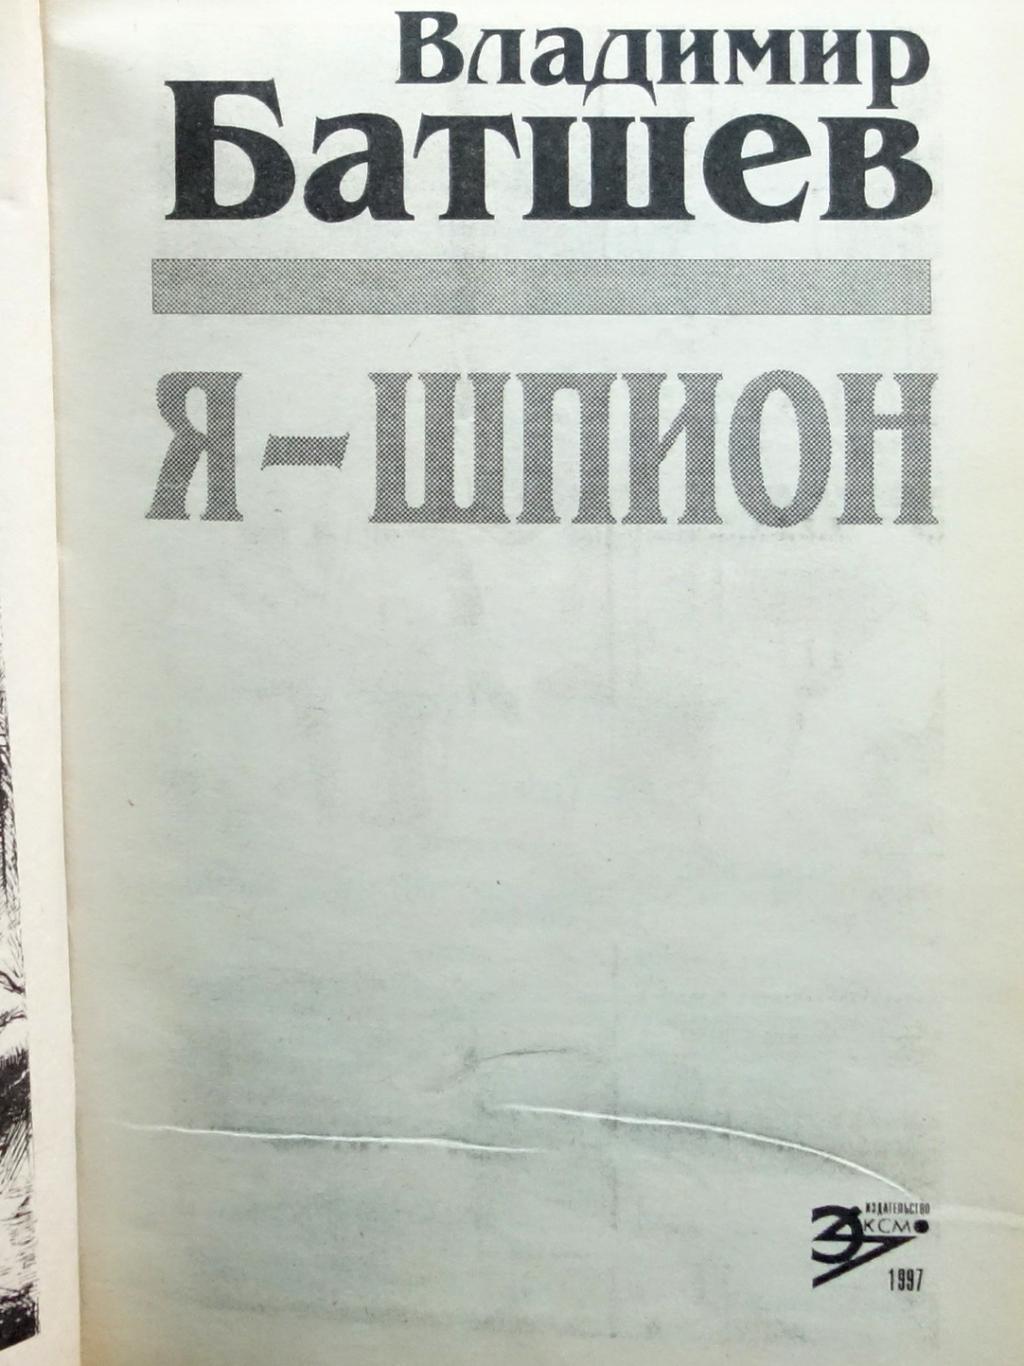 Владимир
Батшев
Я–ШПИОН
ИЗДАТЕЛЬСТВО
ЭКСМО
1997